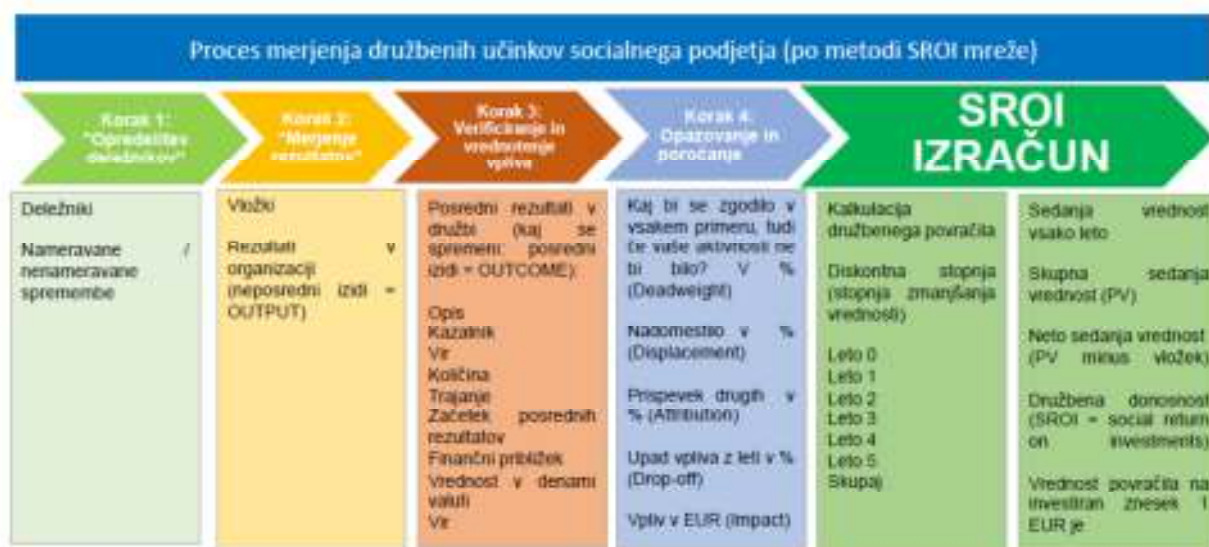 Proces merjenja družbenih učinkov socialnega podjetja (po metodi SROI mreže)
Korak 1:
"Opredelitev
deležnikov"
Korak 2:
"Merjenje
rezultatov"
Korak 3:
Verificiranje in
vrednotenje
vpliva
Korak 4:
Opazovanje in
poročanje
SROI
IZRAČUN
Deležniki
Nameravane /
nenameravane
spremembe
Vložki
Rezultati v
organizaciji
(neposredni izidi =
OUTPUT)
Posredni rezultati v
družbi (kaj se
spremeni: posredni
izidi = OUTCOME):
Opis
Kazalnik
Vir
Količina
Trajanje
Začetek posrednih
rezultatov
Finančni približek
Vrednost v denarni
valuti
Vir
Kaj bi se zgodilo v
vsakem primeru, tudi
če vaše aktivnosti ne
bi bilo? V %
(Deadweight)
Nadomestilo v %
(Displacement)
Prispevek drugih v
% (Attribution)
Upad vpliva z leti v %
(Drop-off)
Vpliv v EUR (Impact)
Kalkulacija
družbenega povračila
Diskontna stopnja
(stopnja zmanjšanja
vrednosti)
Leto 0
Leto 1
Leto 2
Leto 3
Leto 4
Leto 5
Skupaj
Sedanja vrednost
vsako leto
Skupna sedanja
vrednost (PV)
Neto sedanja vrednost
(PV minus vložek)
Družbena donosnost
(SROI = social return
on investments)
Vrednost povračila na
investiran znesek 1
EUR je